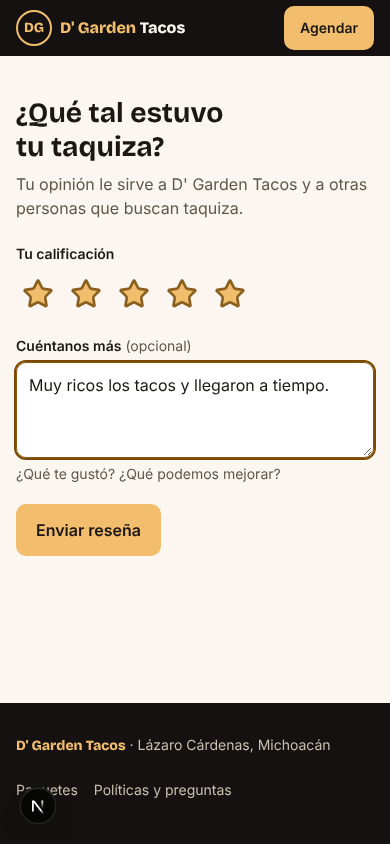 DG D' Garden Tacos Agendar
¿Qué tal estuvo
tu taquiza?
Tu opinión le sirve a D' Garden Tacos y a otras
personas que buscan taquiza.
Tu calificación
Cuéntanos más (opcional)
Muy ricos los tacos y llegaron a tiempo.
¿Qué te gustó? ¿Qué podemos mejorar?
Enviar reseña
D' Garden Tacos · Lázaro Cárdenas, Michoacán
Políticas y preguntas
N